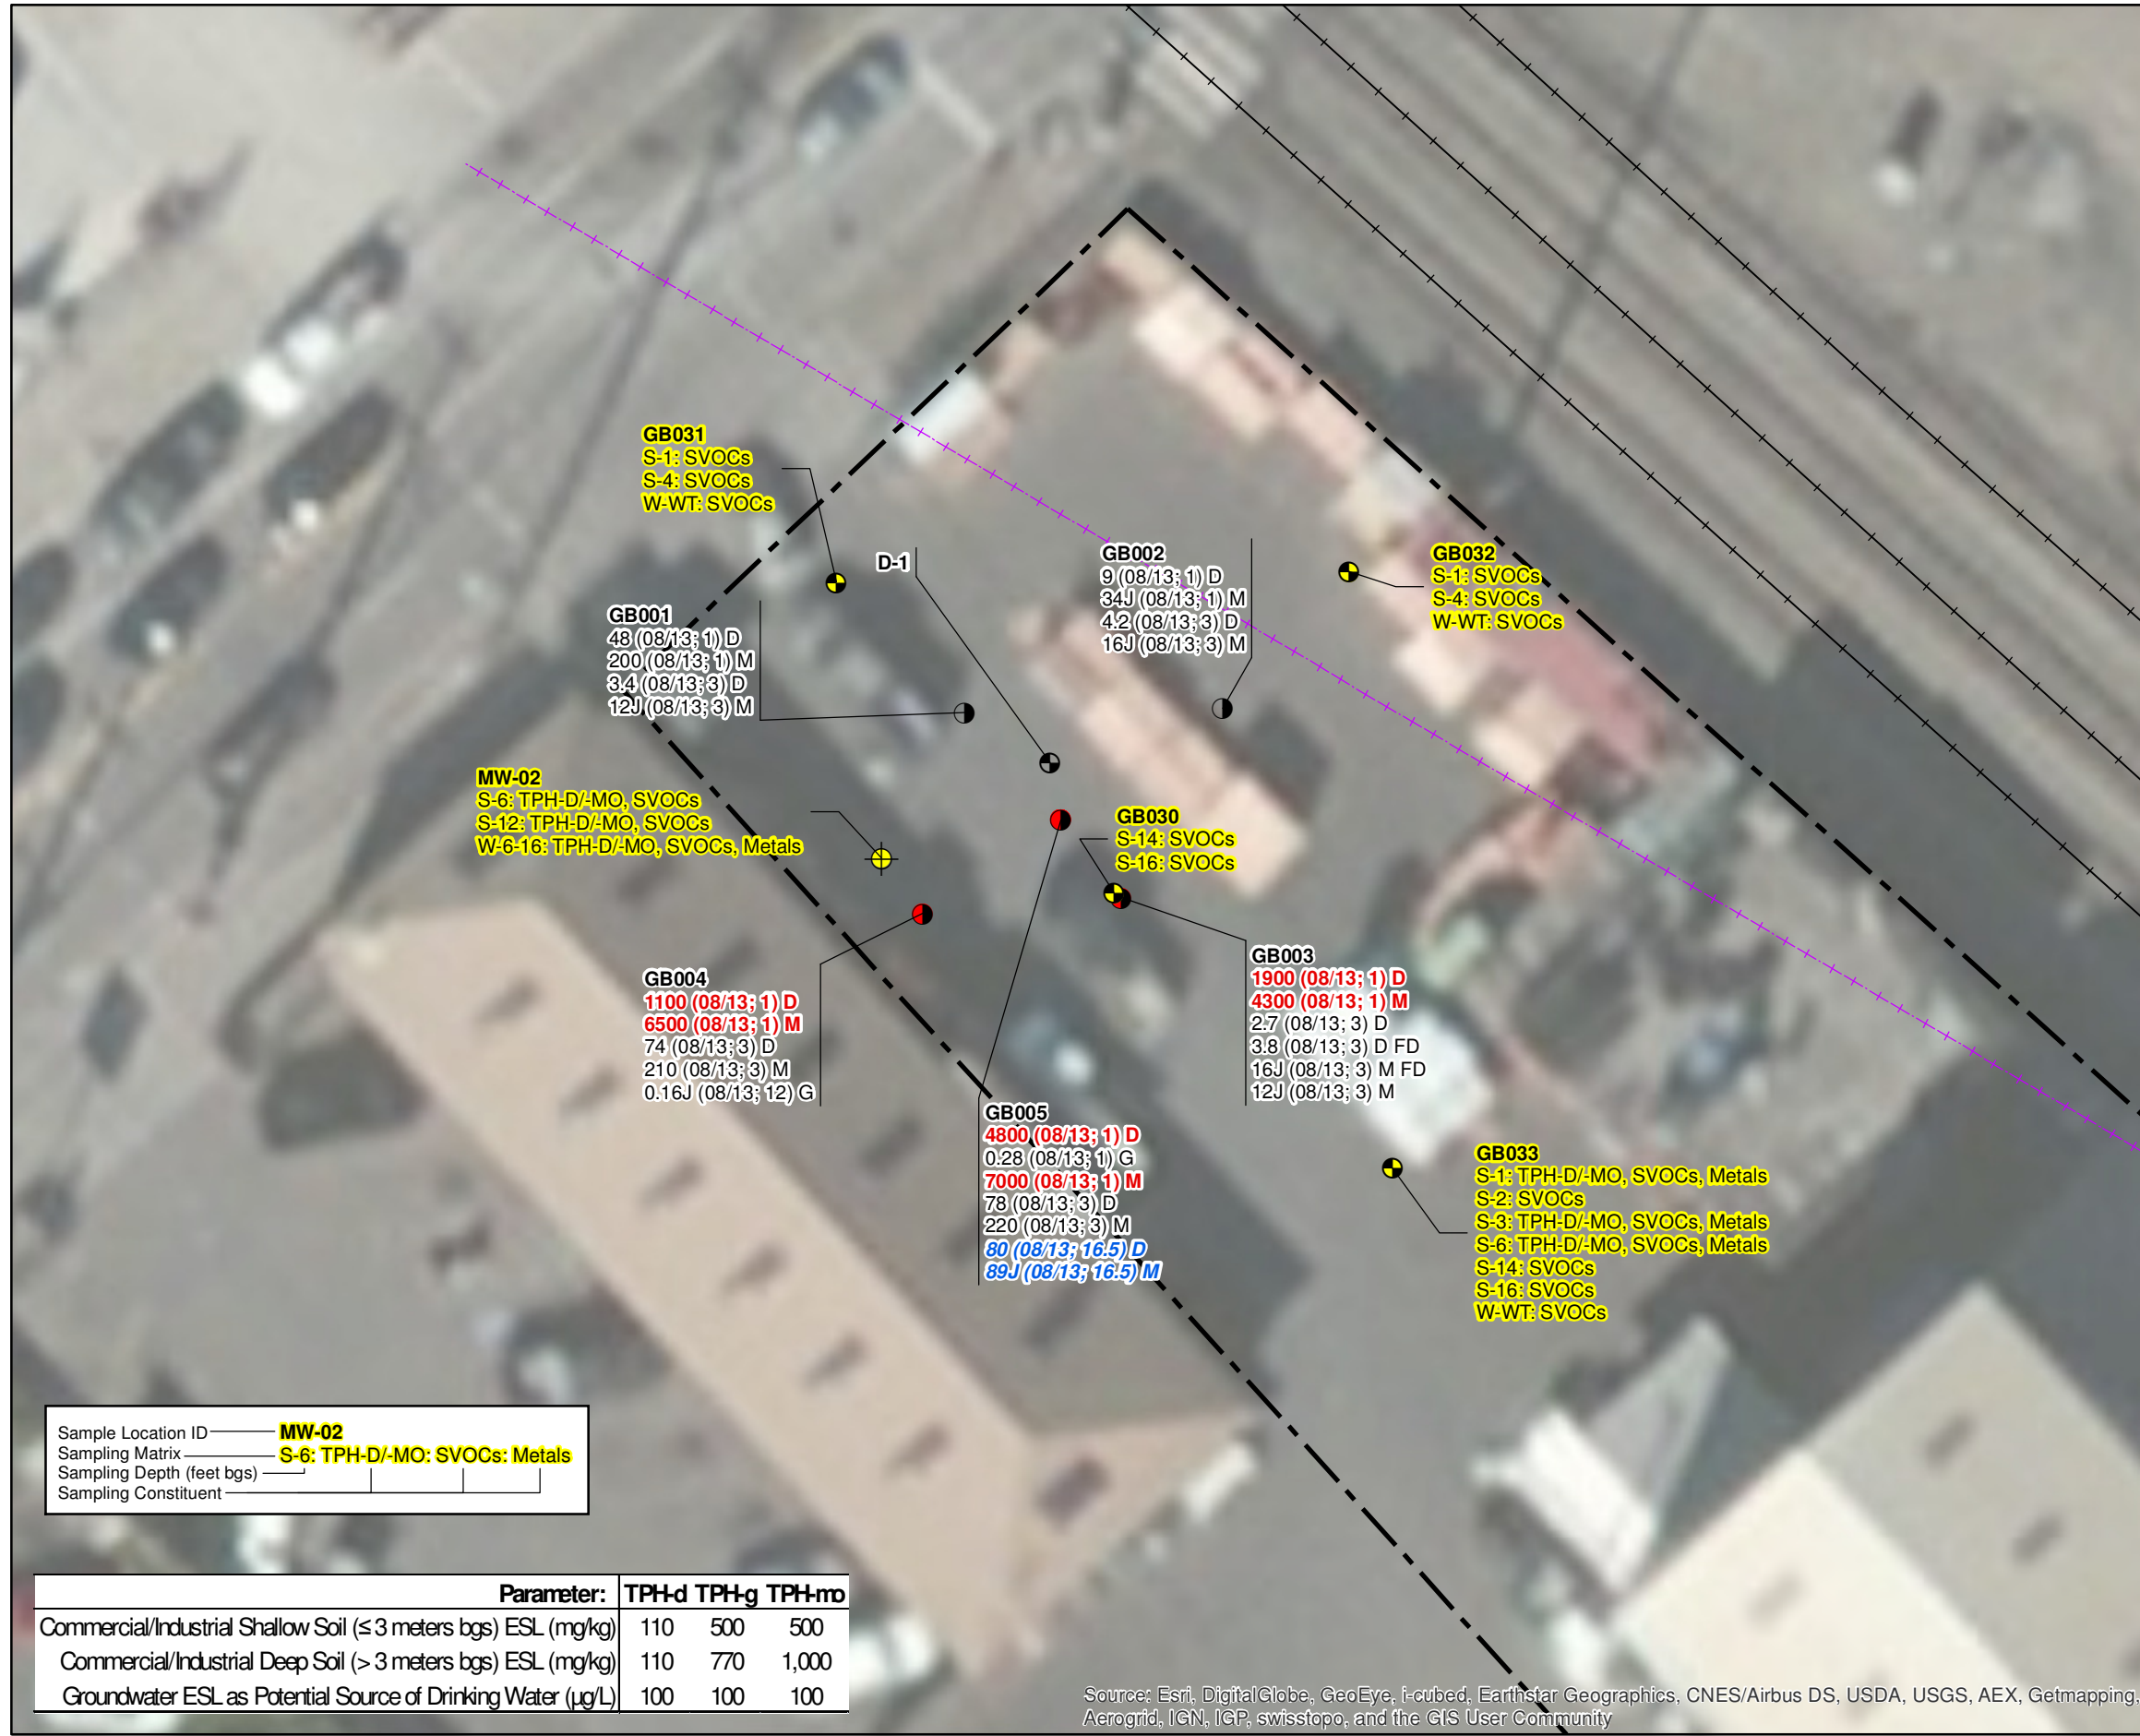 GB031
S-1: SVOCs
S-4: SVOCs
W-WT: SVOCs
D-1
GB002
9 (08/13; 1) D
34J (08/13; 1) M
4.2 (08/13; 3) D
16J (08/13; 3) M
GB032
S-1: SVOCs
S-4: SVOCs
W-WT: SVOCs
GB001
48 (08/13; 1) D
200 (08/13; 1) M
3.4 (08/13; 3) D
12J (08/13; 3) M
MW-02
S-6: TPH-D/-MO, SVOCs
S-12: TPH-D/-MO, SVOCs
W-6-16: TPH-D/-MO, SVOCs, Metals
GB030
S-14: SVOCs
S-16: SVOCs
GB004
1100 (08/13; 1) D
6500 (08/13; 1) M
74 (08/13; 3) D
210 (08/13; 3) M
0.16J (08/13; 12) G
GB003
1900 (08/13; 1) D
4300 (08/13; 1) M
2.7 (08/13; 3) D
3.8 (08/13; 3) D FD
16J (08/13; 3) M FD
12J (08/13; 3) M
GB005
4800 (08/13; 1) D
0.28 (08/13; 1) G
7000 (08/13; 1) M
78 (08/13; 3) D
220 (08/13; 3) M
80 (08/13; 16.5) D
89J (08/13; 16.5) M
GB033
S-1: TPH-D/-MO, SVOCs, Metals
S-2: SVOCs
S-3: TPH-D/-MO, SVOCs, Metals
S-6: TPH-D/-MO, SVOCs, Metals
S-14: SVOCs
S-16: SVOCs
W-WT: SVOCs
Sample Location ID MW-02
Sampling Matrix S-6: TPH-D/-MO: SVOCs: Metals
Sampling Depth (feet bgs)
Sampling Constituent
Parameter: TPH-d TPH-g TPH-mo
Commercial/Industrial Shallow Soil (≤ 3 meters bgs) ESL (mg/kg) 110 500 500
Commercial/Industrial Deep Soil (> 3 meters bgs) ESL (mg/kg) 110 770 1,000
Groundwater ESL as Potential Source of Drinking Water (µg/L) 100 100 100
Source: Esri, DigitalGlobe, GeoEye, i-cubed, Earthstar Geographics, CNES/Airbus DS, USDA, USGS, AEX, Getmapping,
Aerogrid, IGN, IGP, swisstopo, and the GIS User Community